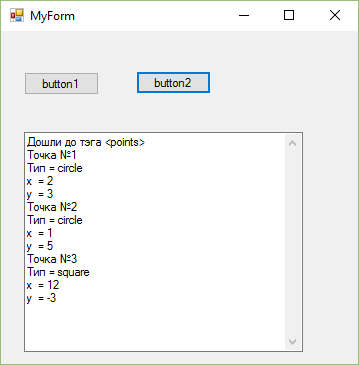 MyForm
button1
button2
Дошли до тэга <points>
Точка №1
Тип = circle
x  = 2
y  = 3
Точка №2
Тип = circle
x  = 1
y  = 5
Точка №3
Тип = square
x  = 12
y  = -3